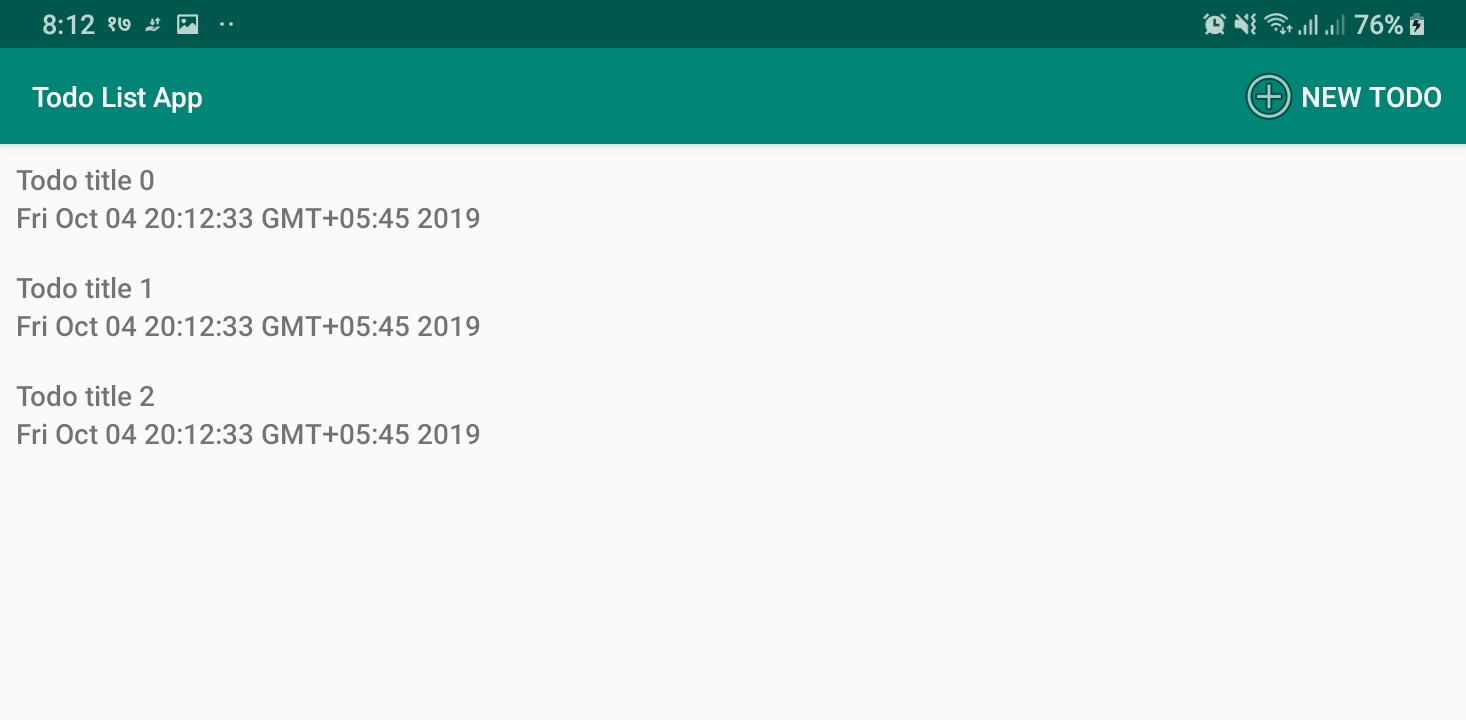 8:12 १७ 76%
Todo List App NEW TODO
Todo title 0
Fri Oct 04 20:12:33 GMT+05:45 2019
Todo title 1
Fri Oct 04 20:12:33 GMT+05:45 2019
Todo title 2
Fri Oct 04 20:12:33 GMT+05:45 2019